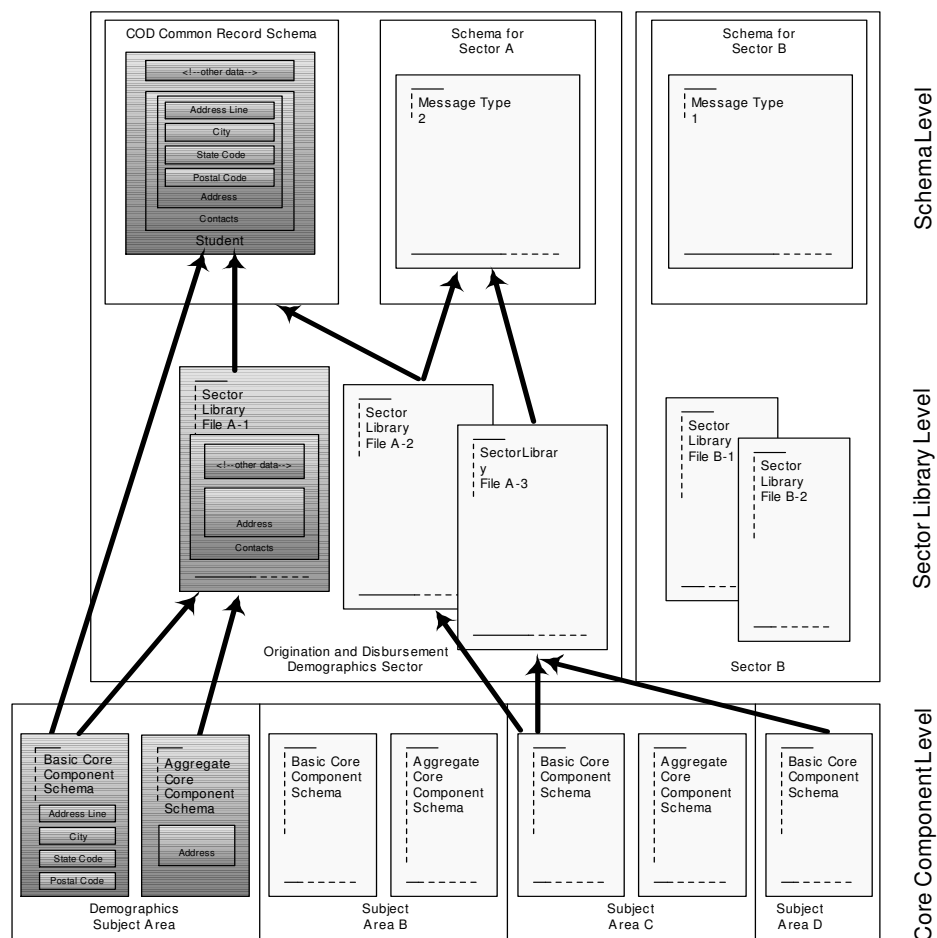 COD Common Record Schema
<!--other data-->
Address Line
City
State Code
Postal Code
Address
Contacts
Student
Schema for
Sector A
Message Type
2
Schema for
Sector B
Message Type
1
Schema Level
Sector
Library
File A-1
<!--other data-->
Address
Contacts
Sector
Library
File A-2
SectorLibrar
y
File A-3
Sector
Library
File B-1
Sector
Library
File B-2
Sector Library Level
Origination and Disbursement
Demographics Sector
Sector B
Basic Core
Component
Schema
Address Line
City
State Code
Postal Code
Aggregate
Core
Component
Schema
Address
Demographics
Subject Area
Basic Core
Component
Schema
Aggregate
Core
Component
Schema
Subject
Area B
Basic Core
Component
Schema
Aggregate
Core
Component
Schema
Subject
Area C
Basic Core
Component
Schema
Subject
Area D
Core Component Level